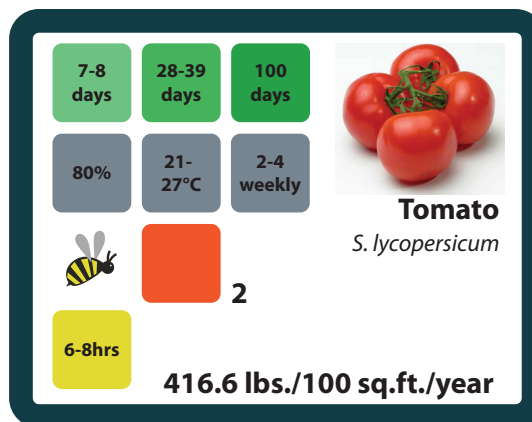 7-8
days
28-39
days
100
days
80%
21-
27°C
2-4
weekly
Tomato
S. lycopersicum
2
6-8hrs
416.6 lbs./100 sq.ft./year